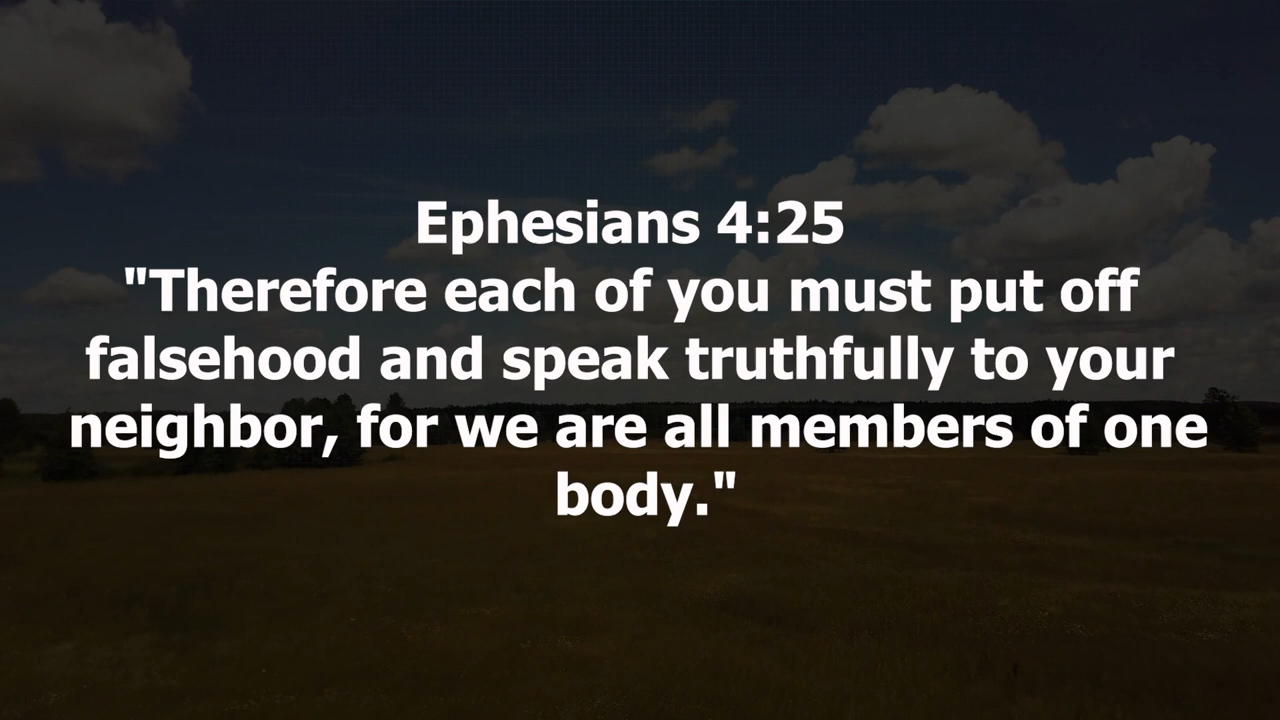 Ephesians 4:25
"Therefore each of you must put off
falsehood and speak truthfully to your
neighbor, for we are all members of one
body."